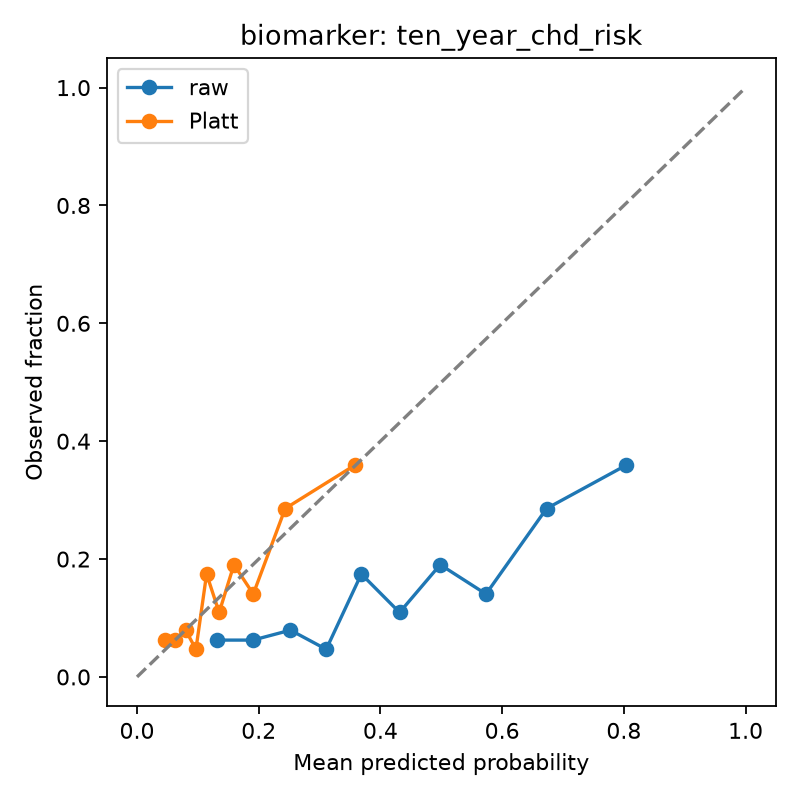 biomarker: ten_year_chd_risk
raw
Platt
1.0
0.8
0.6
0.4
0.2
0.0
Observed fraction
0.0 0.2 0.4 0.6 0.8 1.0
Mean predicted probability